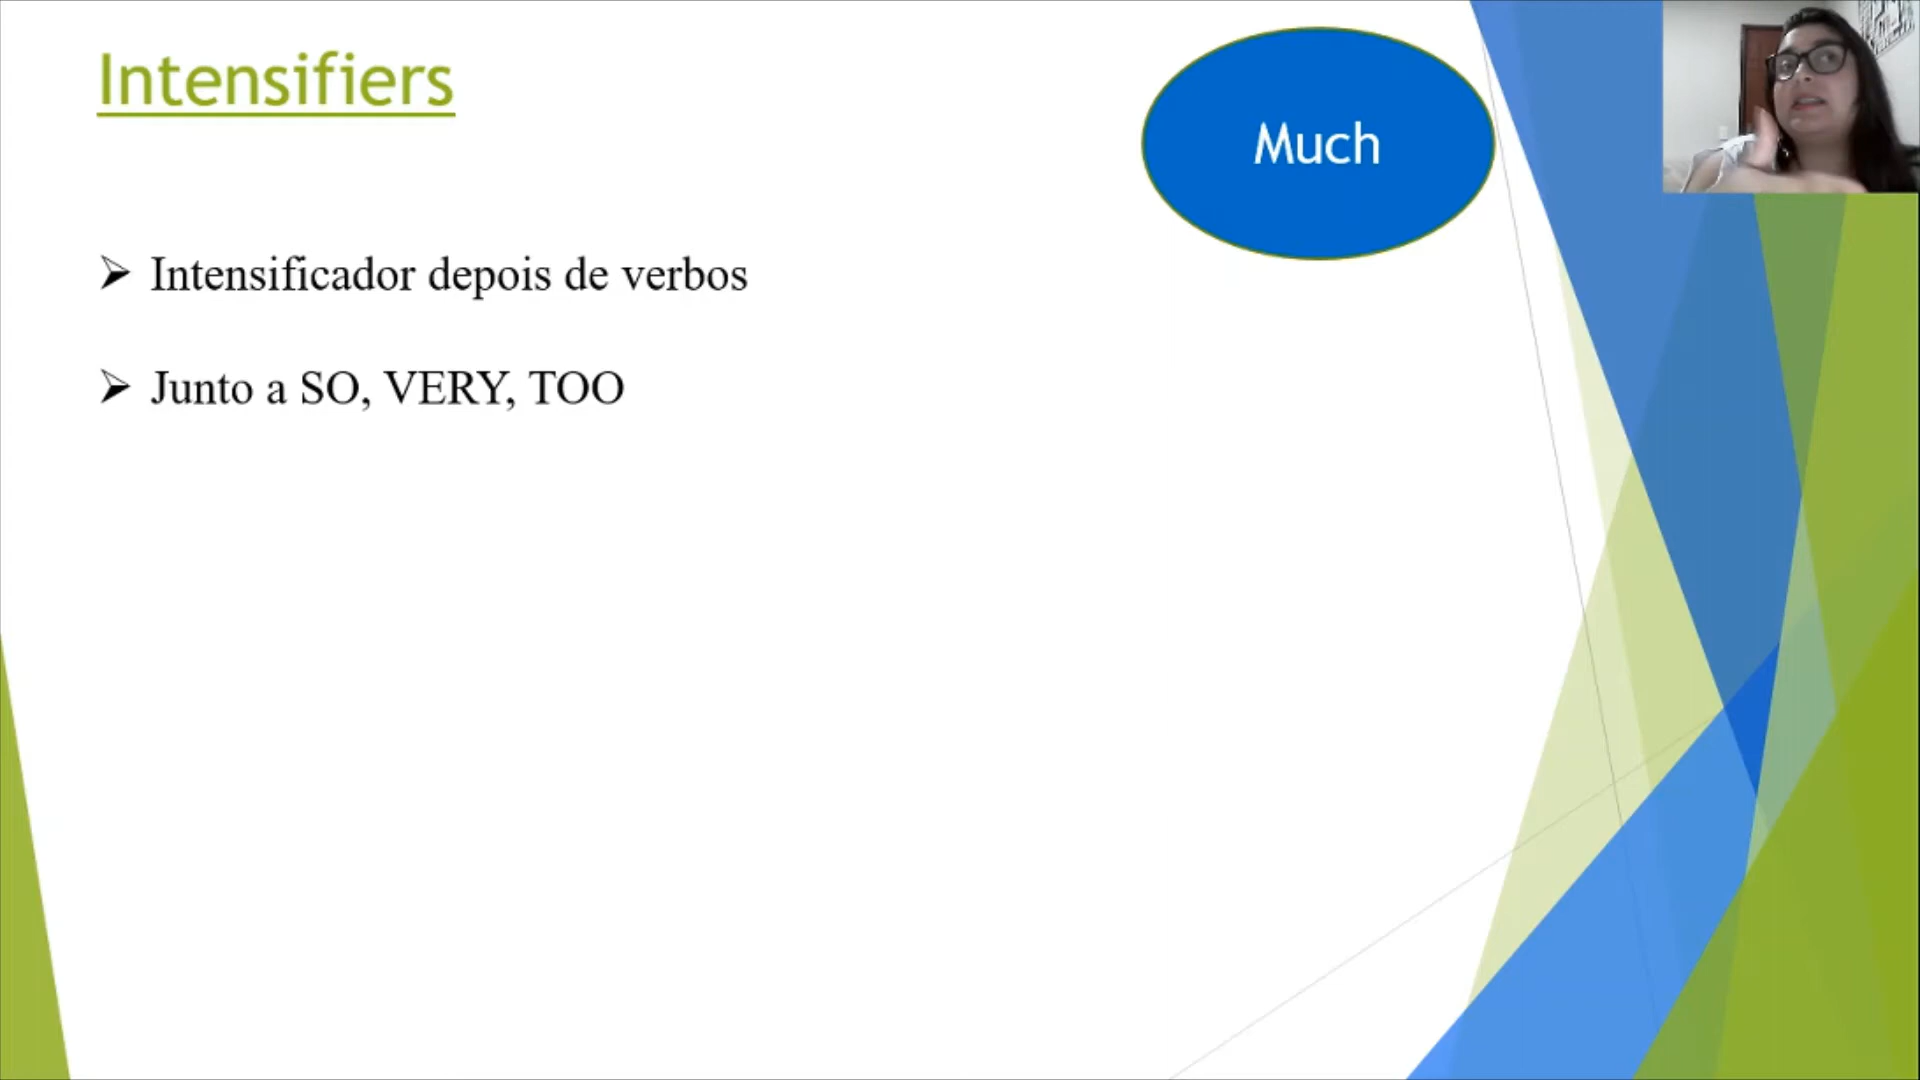 Intensifiers
Much
Intensificador depois de verbos
Junto a SO, VERY, TOO